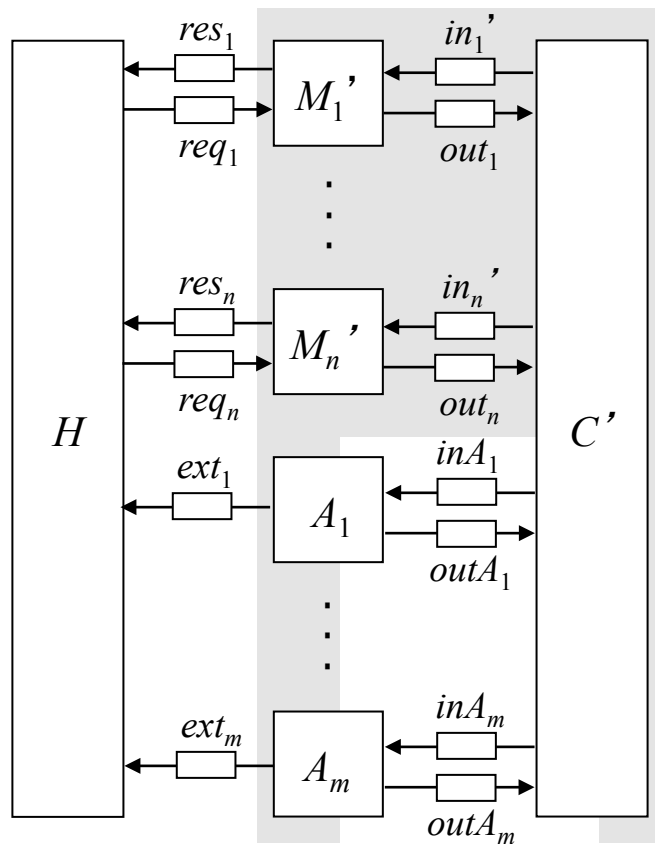 res₁ in₁’
M₁’
req₁ out₁
⋮
resₙ inₙ’
Mₙ’
reqₙ outₙ
H C’
ext₁ inA₁
A₁
outA₁
⋮
extₘ inAₘ
Aₘ
outAₘ